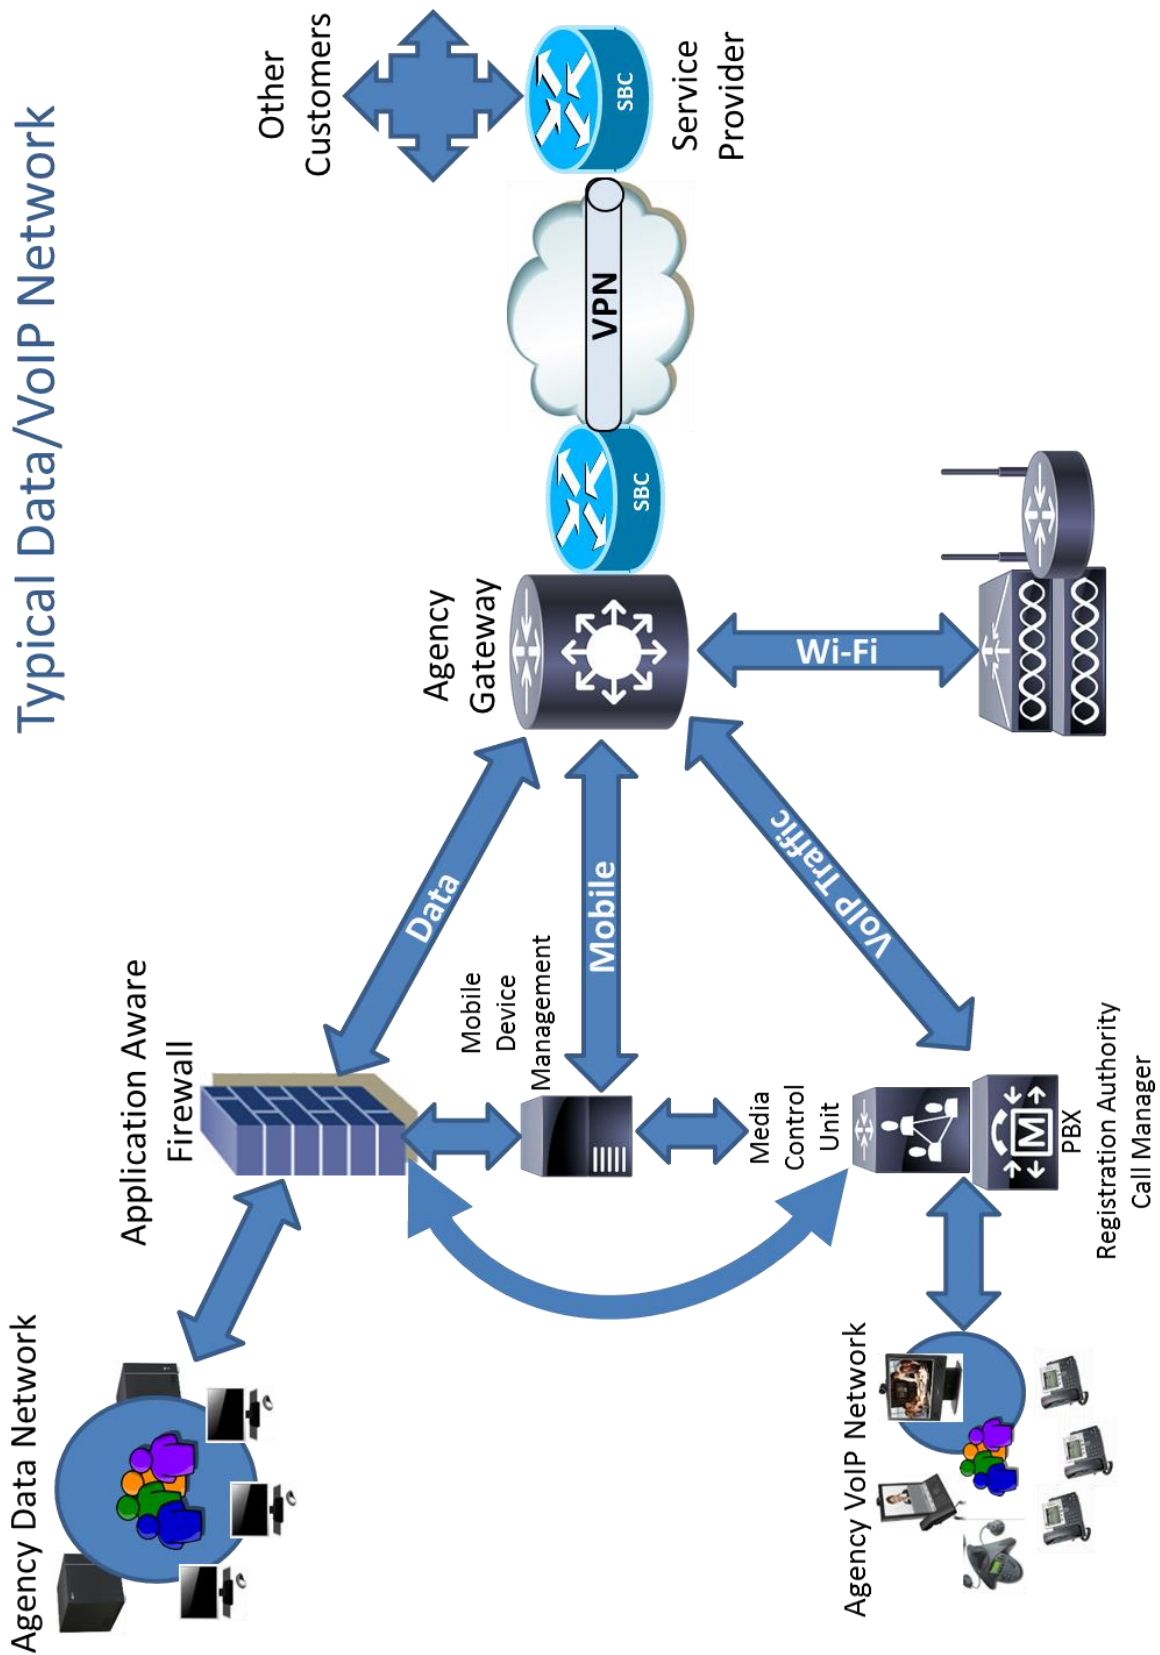 Typical Data/VoIP Network
Agency Data Network
Application Aware
Firewall
Data
Agency
Gateway
Other
Customers
Mobile
Device
Management
Mobile
SBC
VPN
SBC
Service
Provider
Media
Control
Unit
VoIP Traffic
Wi-Fi
Agency VoIP Network
M
PBX
Registration Authority
Call Manager